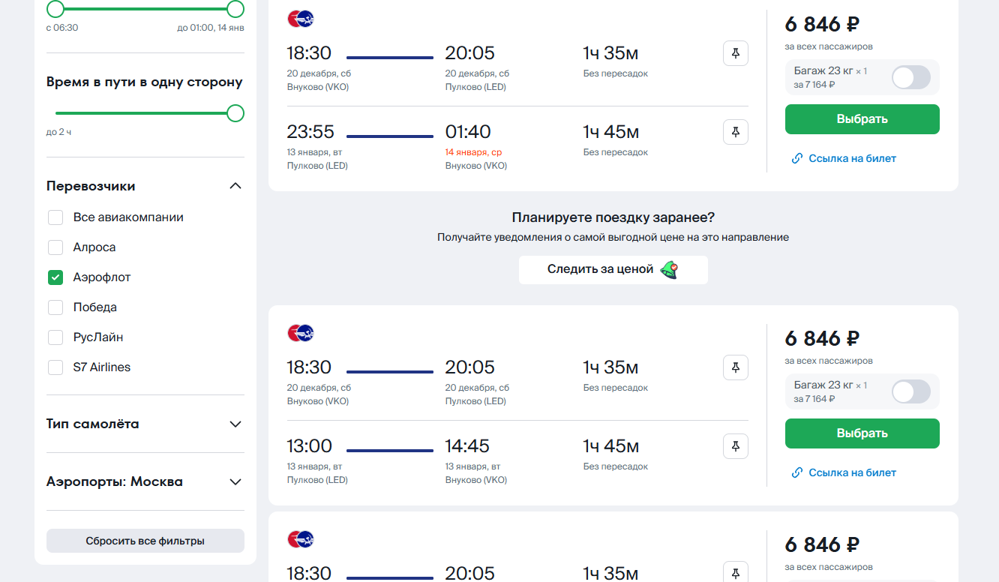 с 06:30
до 01:00, 14 янв
Время в пути в одну сторону
до 2 ч
Перевозчики
Все авиакомпании
Алроса
Аэрофлот
Победа
РусЛайн
S7 Airlines
Тип самолёта
Аэропорты: Москва
Сбросить все фильтры
18:30
20:05
1ч 35м
20 декабря, сб
20 декабря, сб
Без пересадок
Внуково (VKO)
Пулково (LED)
23:55
01:40
1ч 45м
13 января, вт
14 января, ср
Без пересадок
Пулково (LED)
Внуково (VKO)
6 846 ₽
за всех пассажиров
Багаж 23 кг × 1
за 7 164 ₽
Выбрать
Ссылка на билет
Планируете поездку заранее?
Получайте уведомления о самой выгодной цене на это направление
Следить за ценой
18:30
20:05
1ч 35м
20 декабря, сб
20 декабря, сб
Без пересадок
Внуково (VKO)
Пулково (LED)
13:00
14:45
1ч 45м
13 января, вт
13 января, вт
Без пересадок
Пулково (LED)
Внуково (VKO)
6 846 ₽
за всех пассажиров
Багаж 23 кг × 1
за 7 164 ₽
Выбрать
Ссылка на билет
18:30
20:05
1ч 35м
6 846 ₽
за всех пассажиров